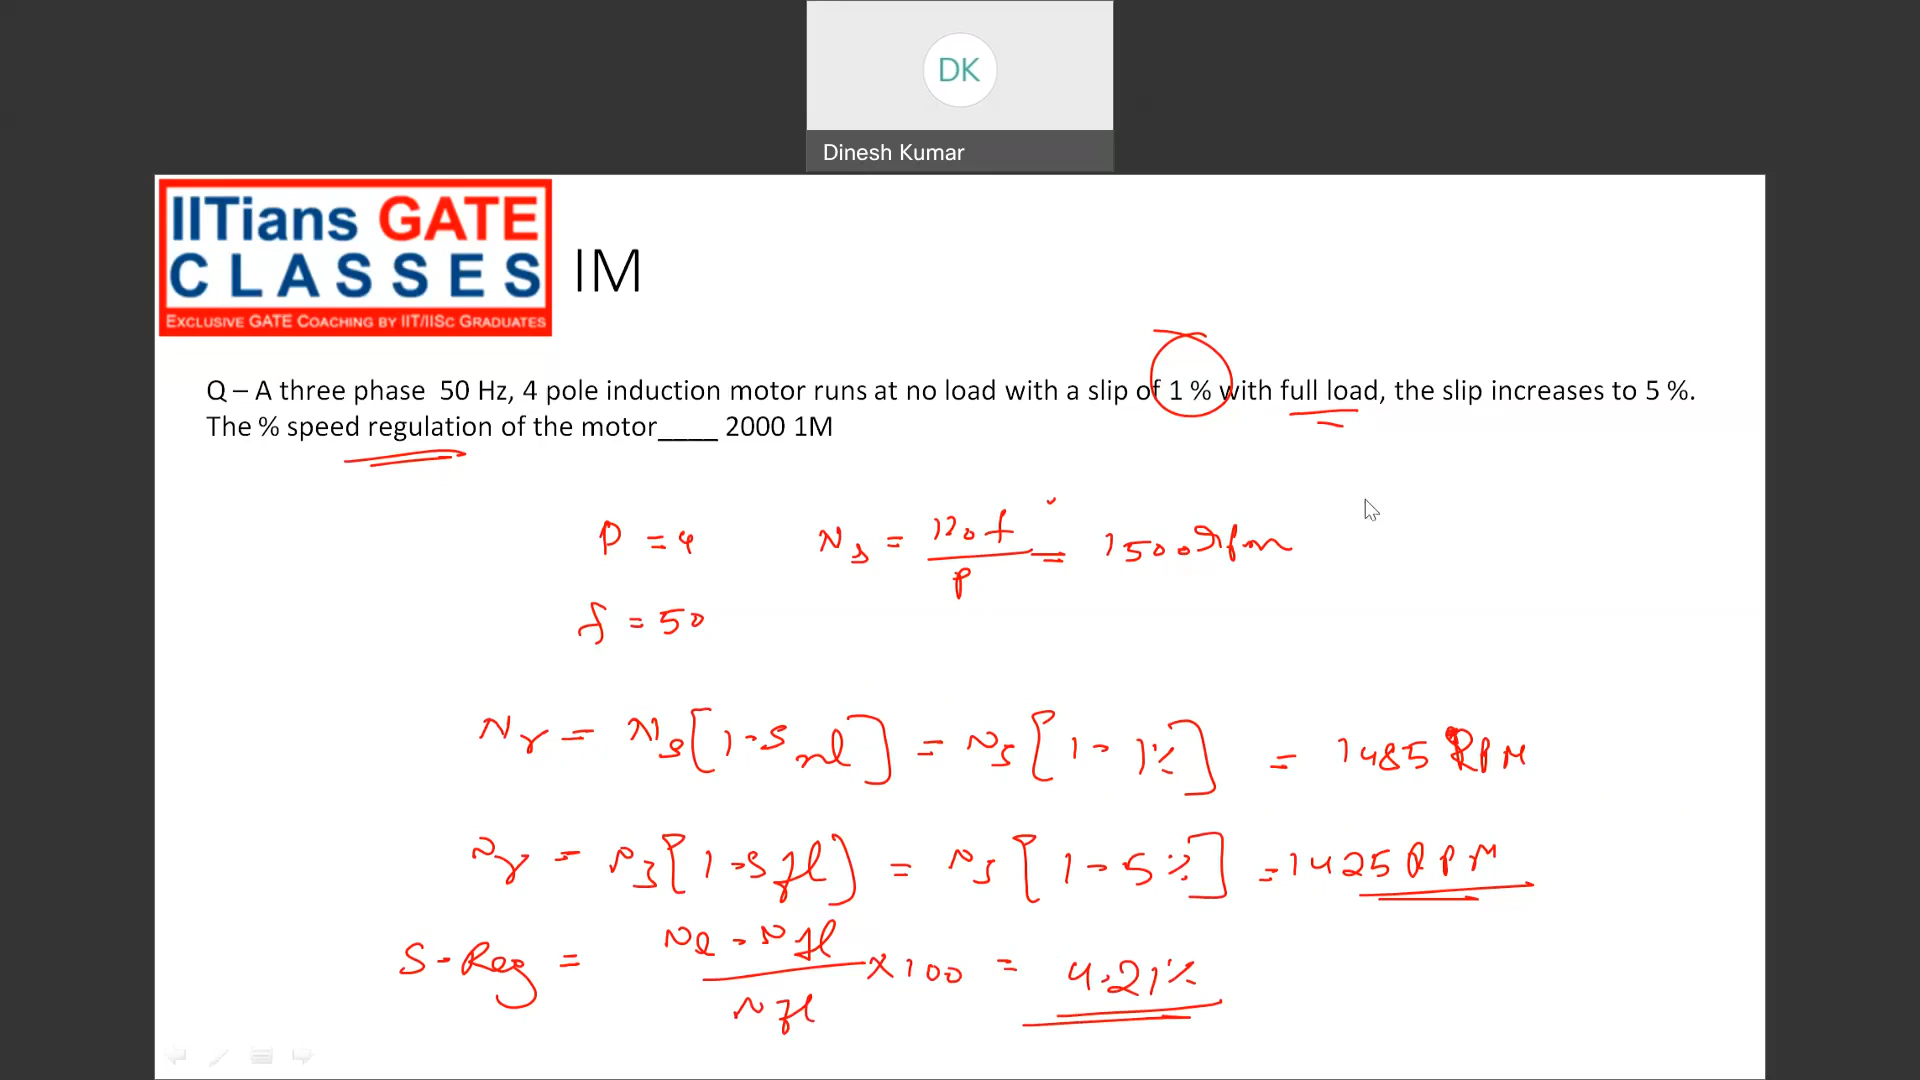 DK
Dinesh Kumar
IITians GATE
CLASSES
EXCLUSIVE GATE COACHING BY IIT/IISC GRADUATES
IM
Q – A three phase 50 Hz, 4 pole induction motor runs at no load with a slip of 1 % with full load, the slip increases to 5 %.
The % speed regulation of the motor____ 2000 1M
P = 4 Ns = 120f / P = 1500 rpm
f = 50
Nr = Ns[1-Snl] = Ns[1-1%] = 1485 RPM
Nr = Ns[1-Sfl] = Ns[1-5%] = 1425 RPM
S-Reg = Nl - Nfl / Nfl × 100 = 4.21%